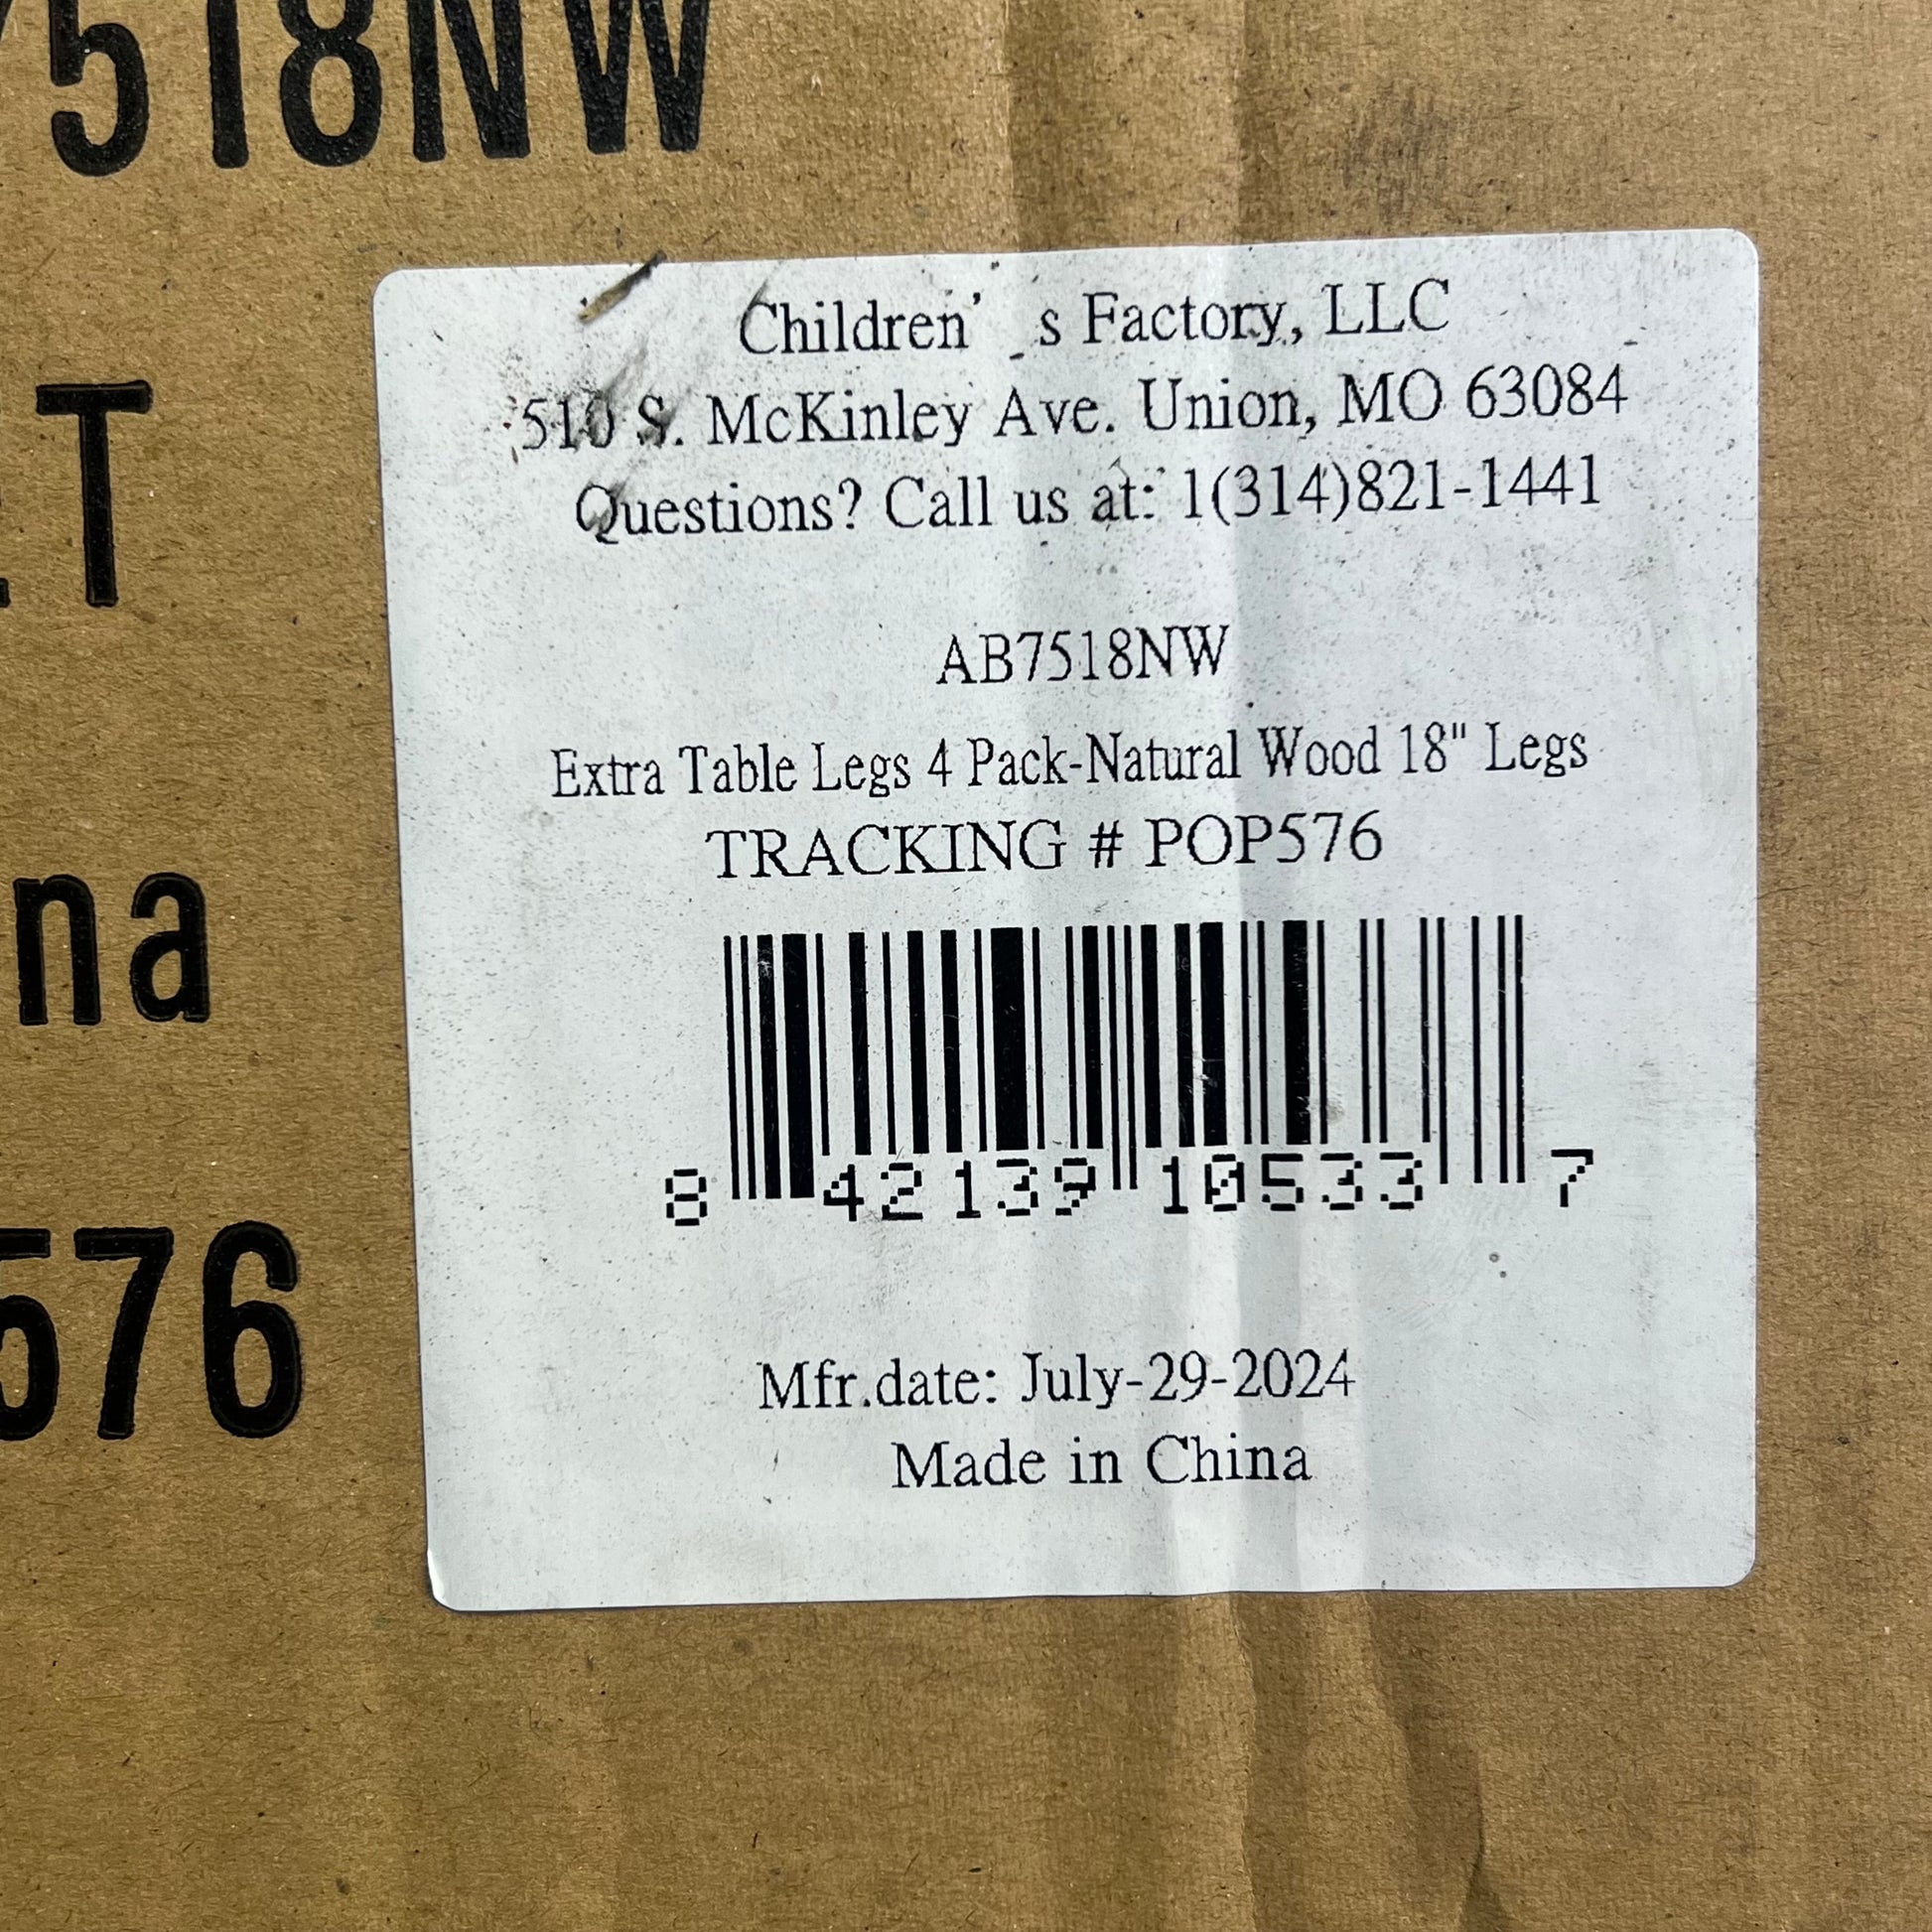 7518NW
Children’ s Factory, LLC
510 S. McKinley Ave. Union, MO 63084
Questions? Call us at: 1(314)821-1441
T
AB7518NW
Extra Table Legs 4 Pack-Natural Wood 18" Legs
TRACKING # POP576
na
8 42139 10533 7
576
Mfr.date: July-29-2024
Made in China